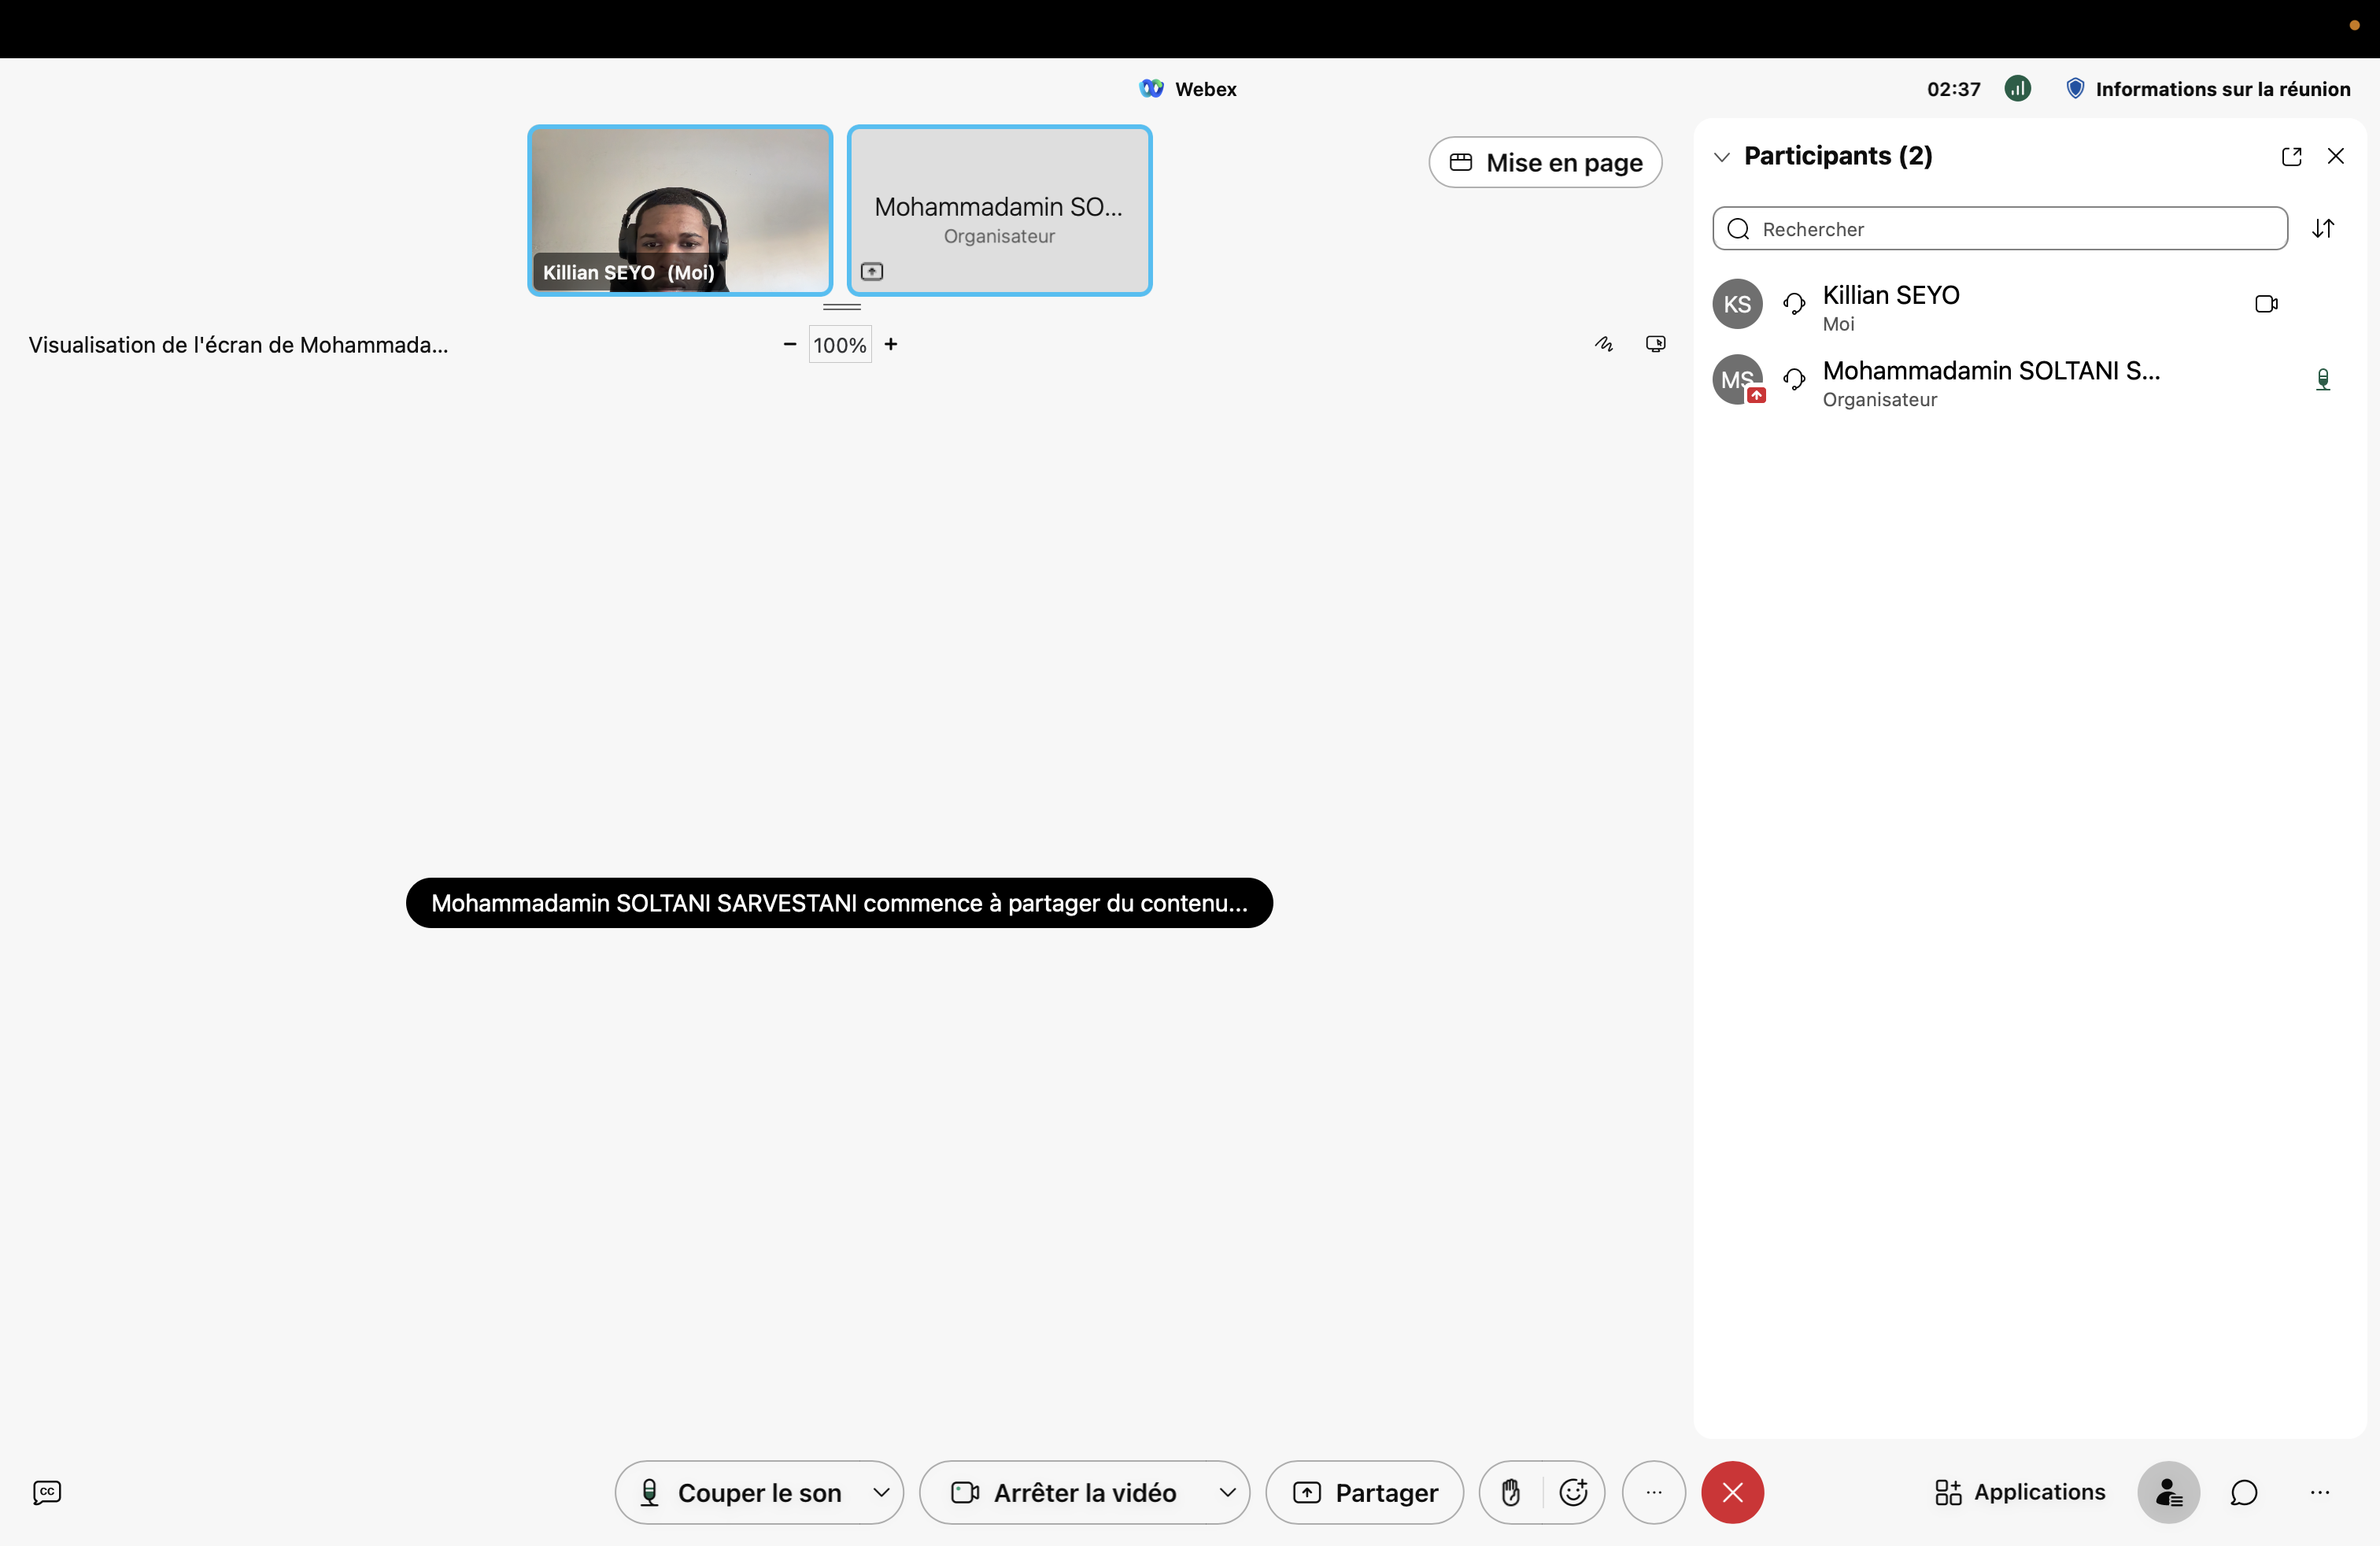 Webex
02:37
Informations sur la réunion
Killian SEYO (Moi)
Mohammadamin SO...
Organisateur
Mise en page
Visualisation de l'écran de Mohammada...
100%
Mohammadamin SOLTANI SARVESTANI commence à partager du contenu...
Participants (2)
Rechercher
KS
Killian SEYO
Moi
MS
Mohammadamin SOLTANI S...
Organisateur
CC
Couper le son
Arrêter la vidéo
Partager
Applications